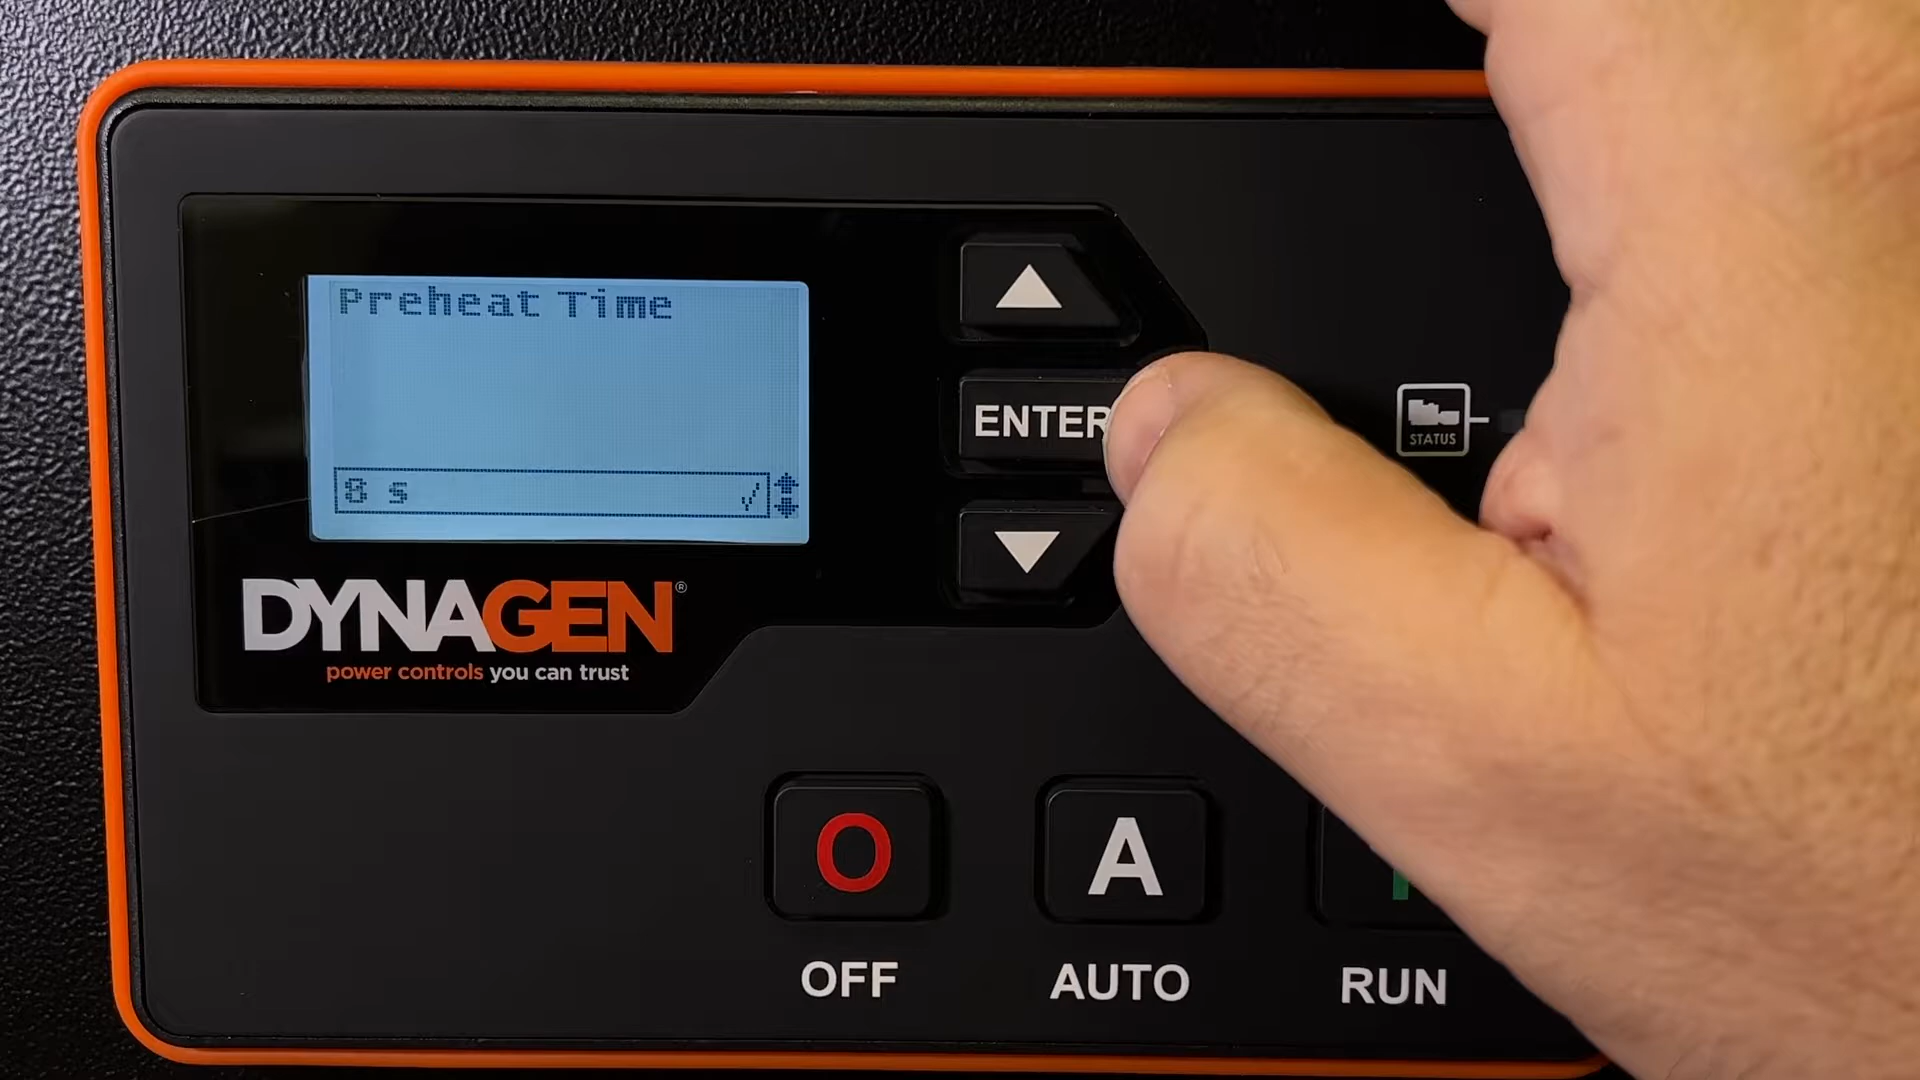 Preheat Time
8 s
ENTER
STATUS
DYNAGEN®
power controls you can trust
O
A
OFF
AUTO
RUN